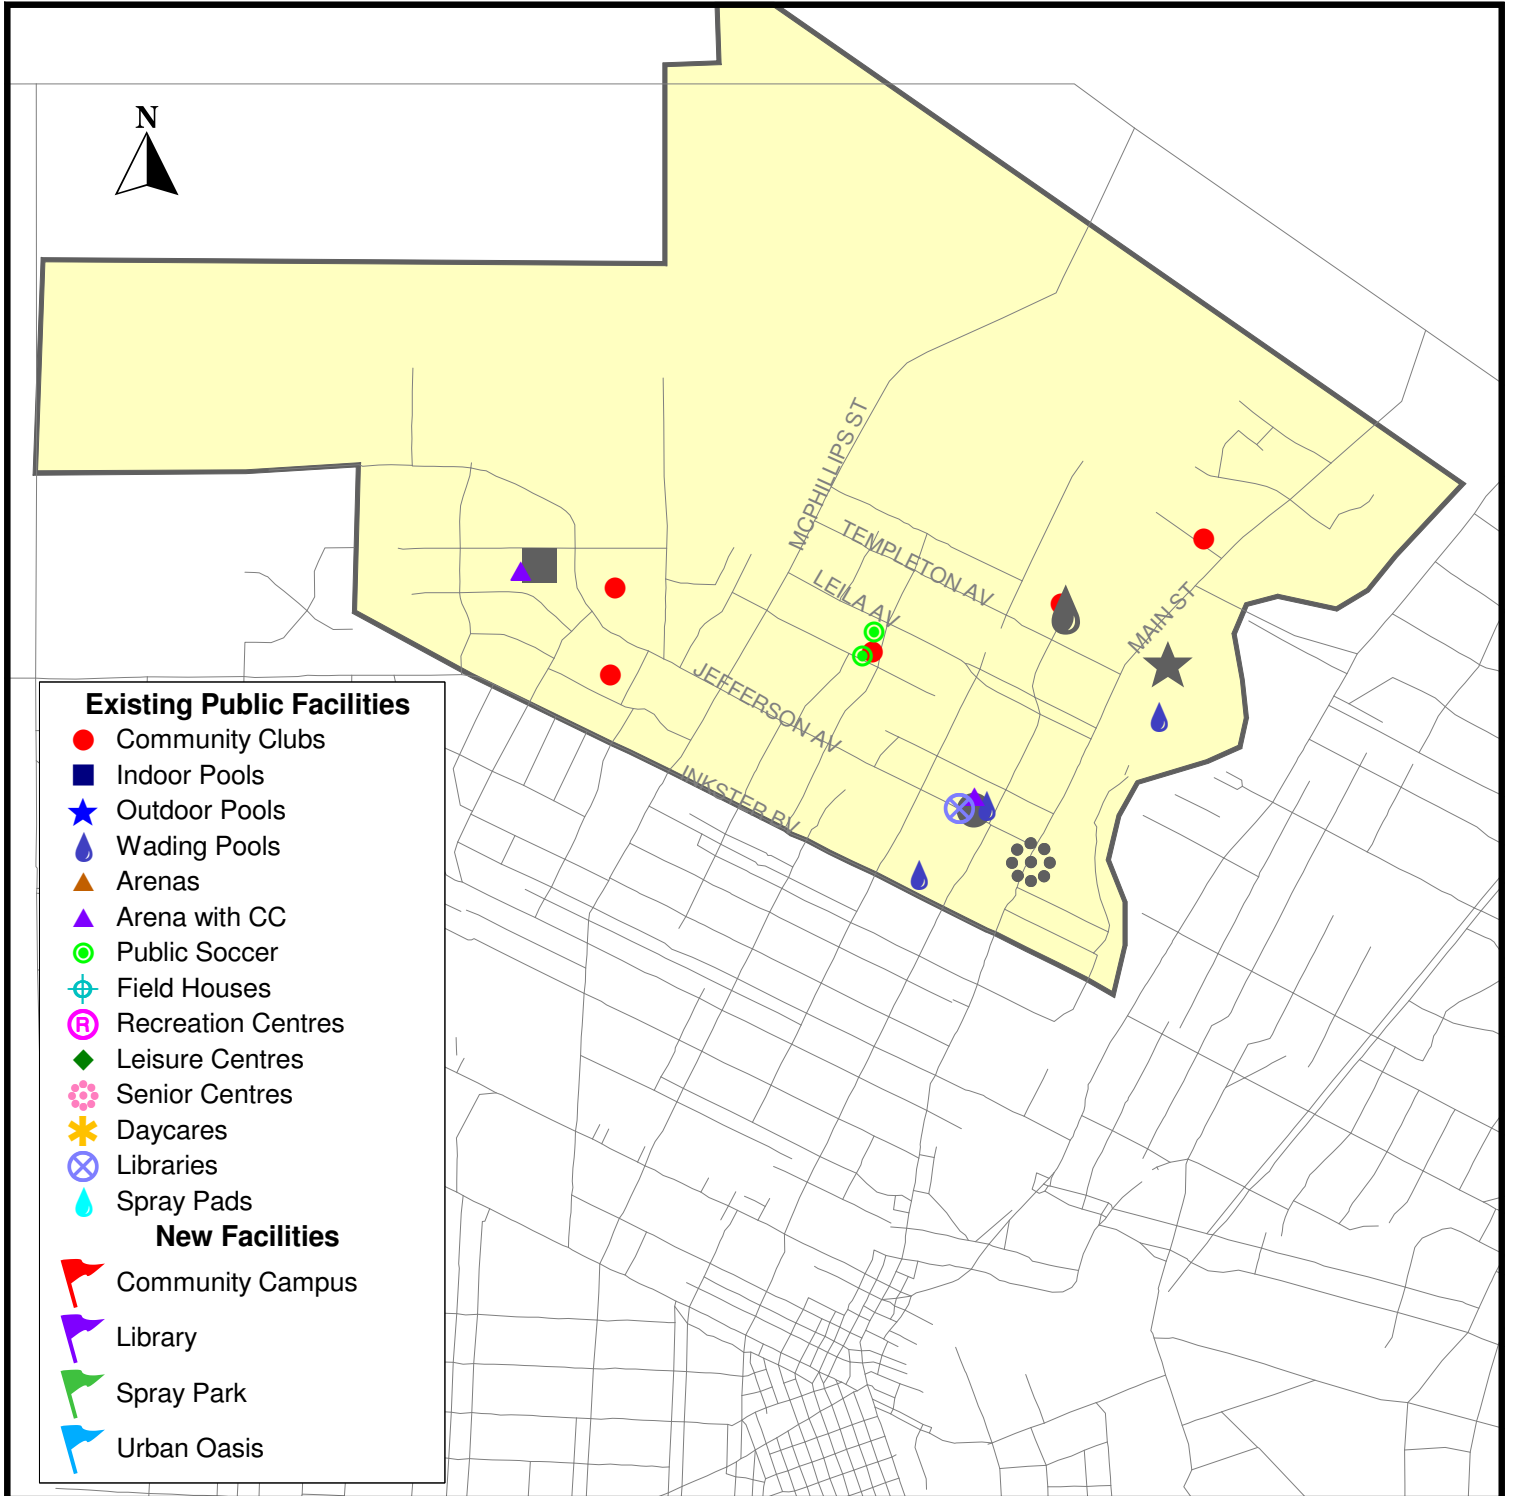 N
MCPHILLIPS ST
TEMPLETON AV
LEILA AV
MAIN ST
JEFFERSON AV
INKSTER BV
Existing Public Facilities
Community Clubs
Indoor Pools
Outdoor Pools
Wading Pools
Arenas
Arena with CC
Public Soccer
Field Houses
R Recreation Centres
Leisure Centres
Senior Centres
Daycares
Libraries
Spray Pads
New Facilities
Community Campus
Library
Spray Park
Urban Oasis